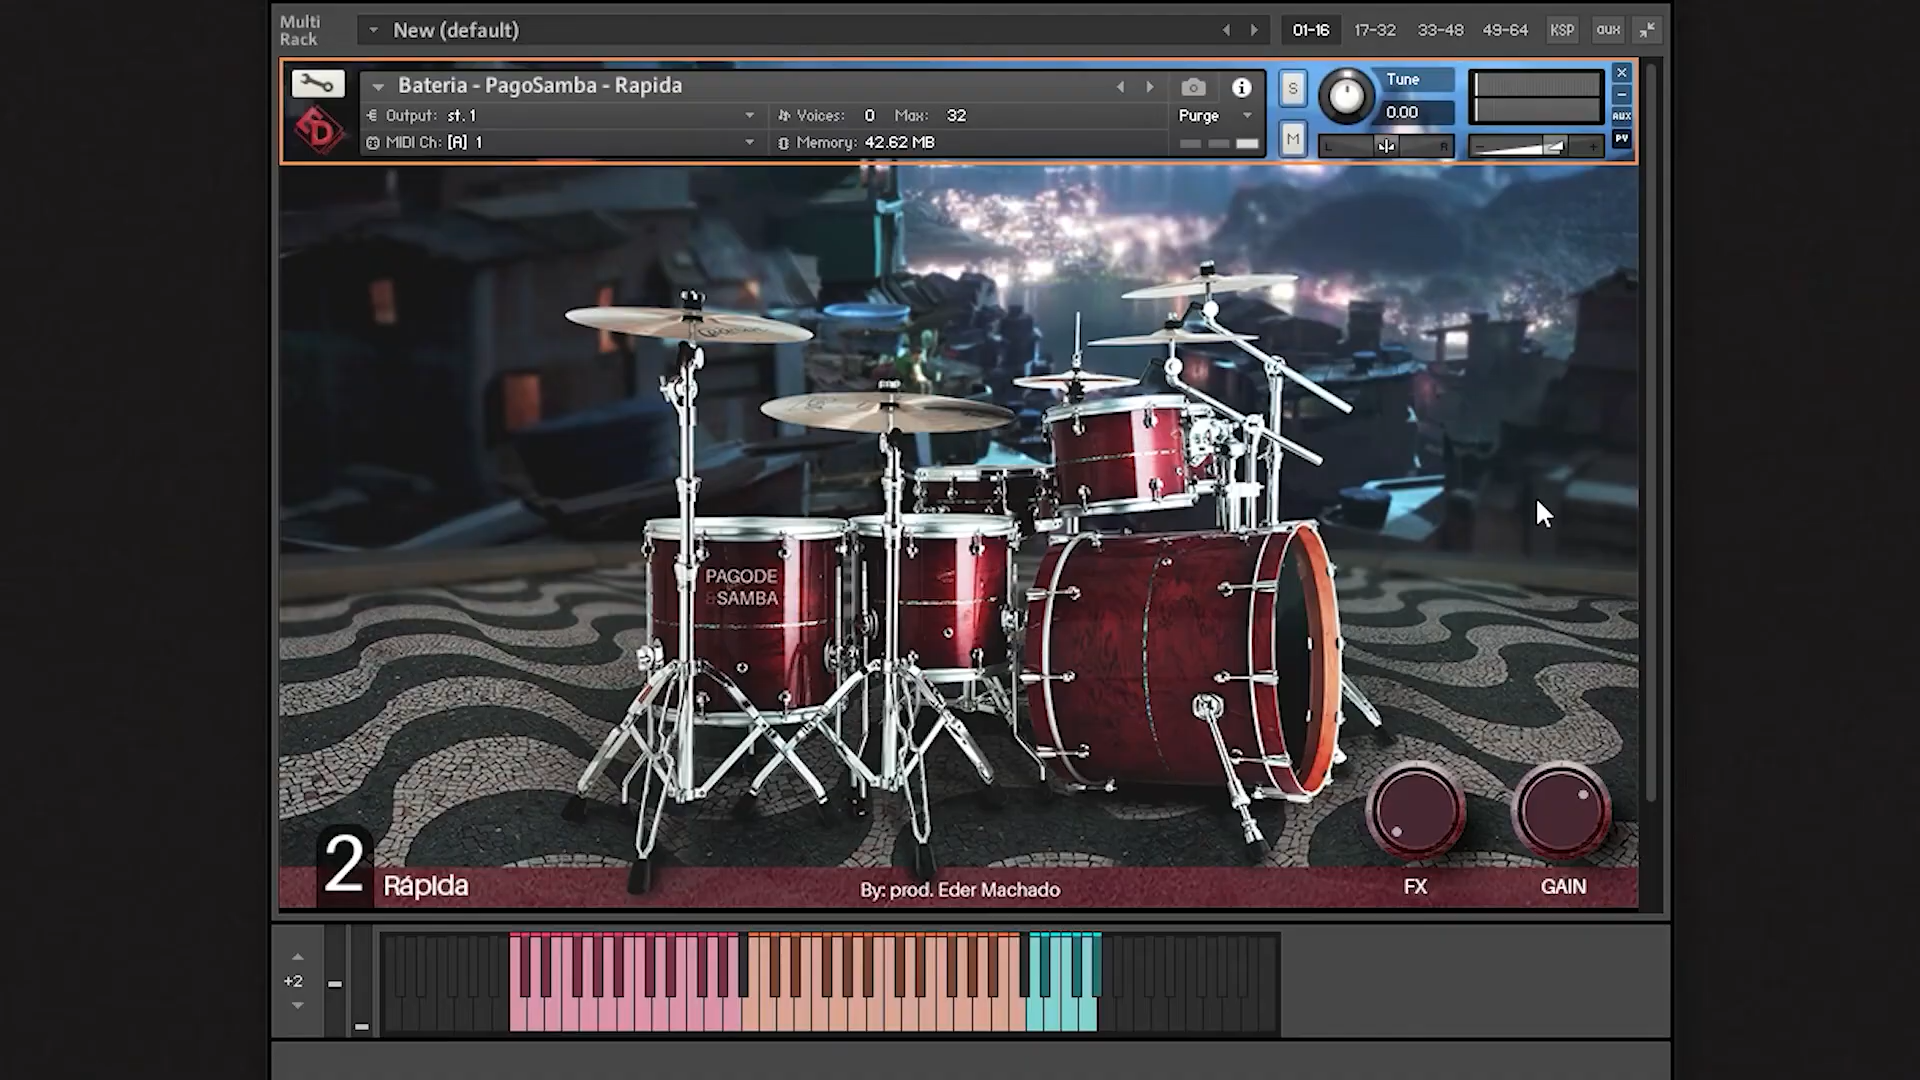 Multi
Rack
New (default)
01-16
17-32
33-48
49-64
KSP
aux
Bateria - PagoSamba - Rapida
Output: st. 1
Voices: 0 Max: 32
Purge
MIDI Ch: [A] 1
Memory: 42.62 MB
S
M
Tune
0.00
L
R
AUX
PV
PAGODE
&SAMBA
2
Rápida
By: prod. Eder Machado
FX
GAIN
+2